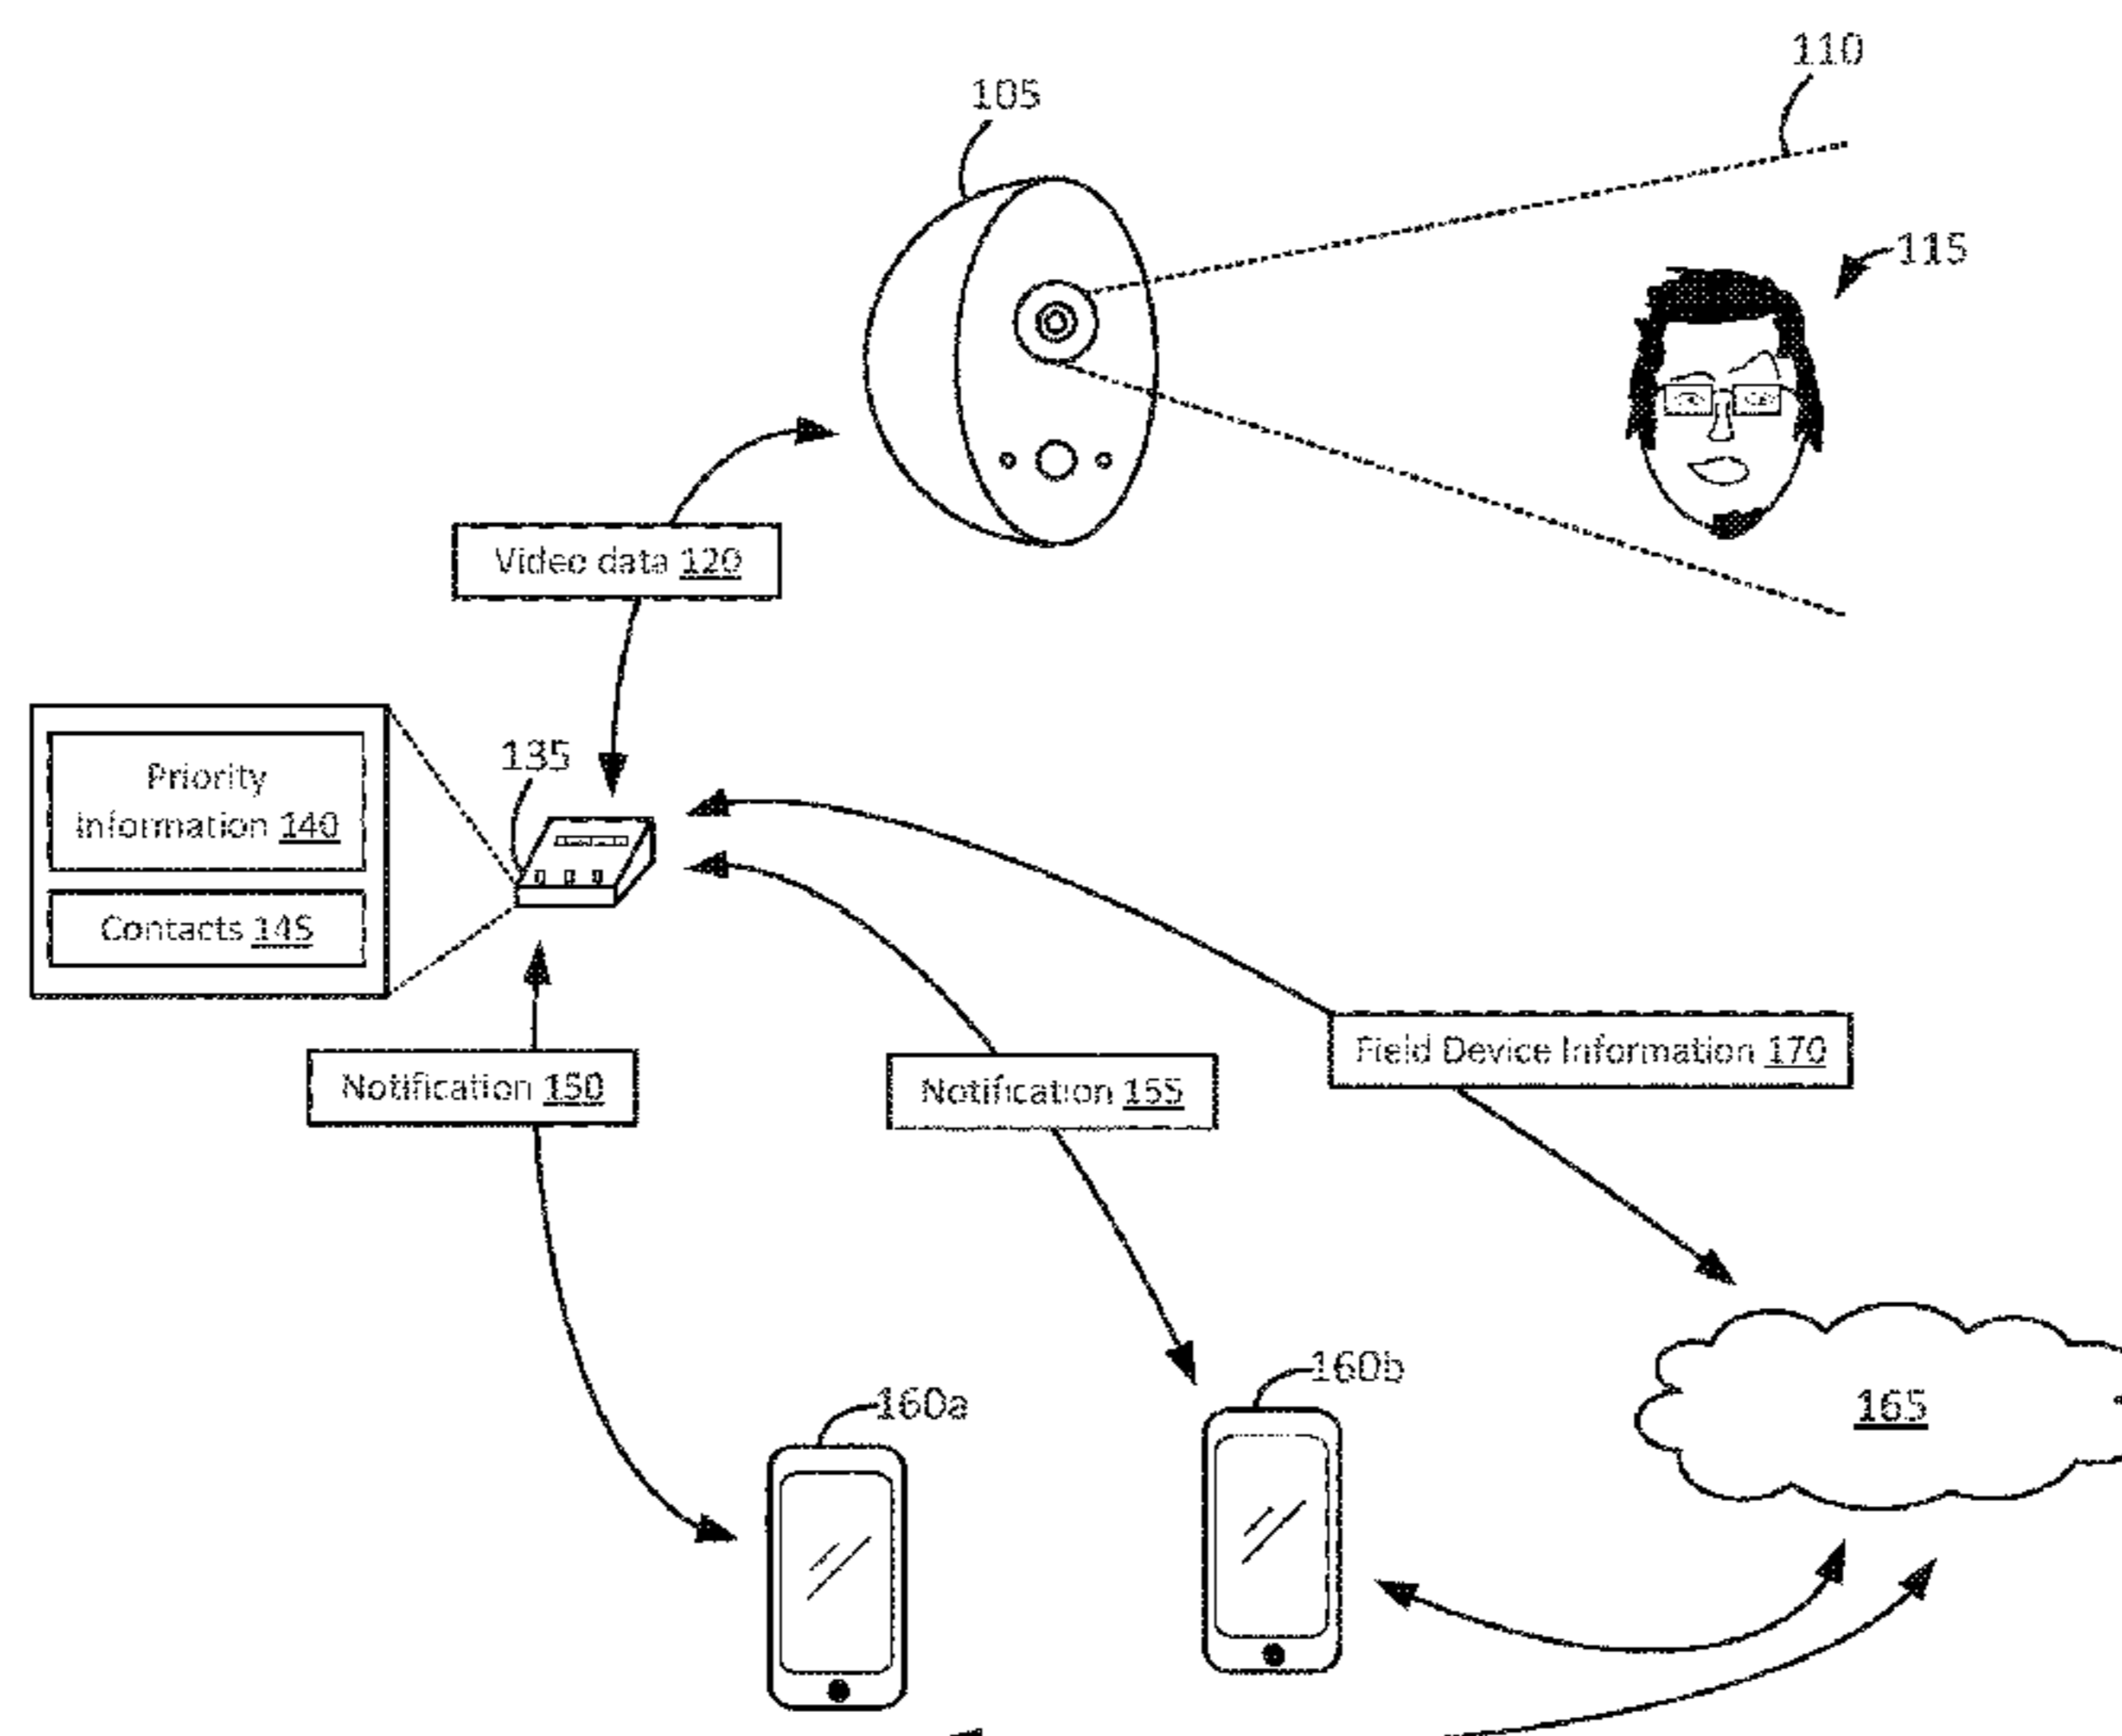 110
105
115
Video data 120
135
Priority
Information 140
Contacts 145
Field Device Information 170
Notification 150
Notification 155
160b
160a
165